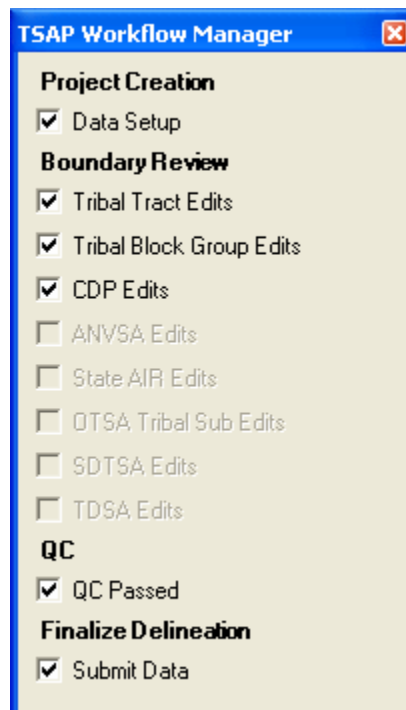 TSAP Workflow Manager
Project Creation
Data Setup
Boundary Review
Tribal Tract Edits
Tribal Block Group Edits
CDP Edits
ANVSA Edits
State AIR Edits
OTSA Tribal Sub Edits
SDTSA Edits
TDSA Edits
QC
QC Passed
Finalize Delineation
Submit Data